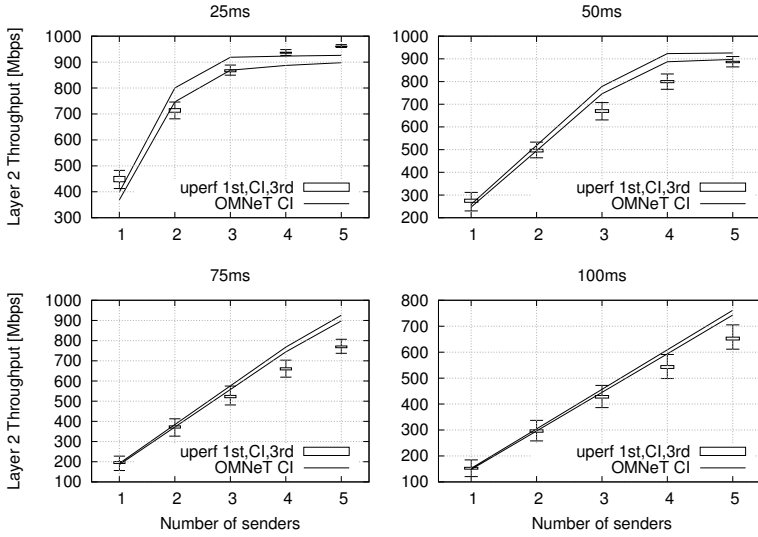 25ms
Layer 2 Throughput [Mbps]
1000
900
800
700
600
500
400
300
uperf 1st,CI,3rd
OMNeT CI
1 2 3 4 5
50ms
1000
900
800
700
600
500
400
300
200
uperf 1st,CI,3rd
OMNeT CI
1 2 3 4 5
75ms
Layer 2 Throughput [Mbps]
1000
900
800
700
600
500
400
300
200
100
uperf 1st,CI,3rd
OMNeT CI
1 2 3 4 5
Number of senders
100ms
800
700
600
500
400
300
200
100
uperf 1st,CI,3rd
OMNeT CI
1 2 3 4 5
Number of senders